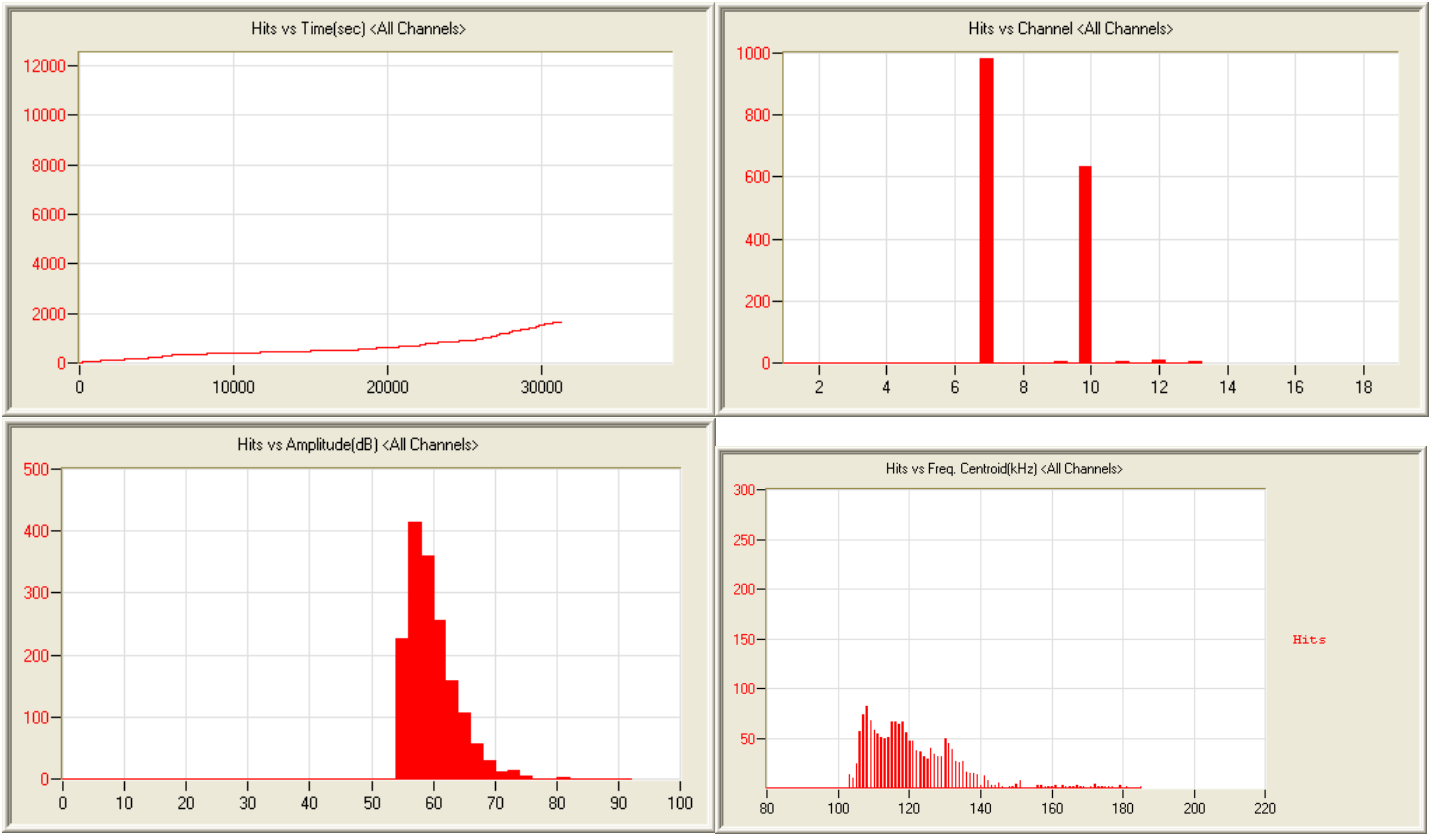 Hits vs Time(sec) <All Channels>
12000
10000
8000
6000
4000
2000
0
0 10000 20000 30000
Hits vs Channel <All Channels>
1000
800
600
400
200
0
2 4 6 8 10 12 14 16 18
Hits vs Amplitude(dB) <All Channels>
500
400
300
200
100
0
0 10 20 30 40 50 60 70 80 90 100
Hits vs Freq. Centroid(kHz) <All Channels>
300
250
200
150
100
50
80 100 120 140 160 180 200 220
Hits